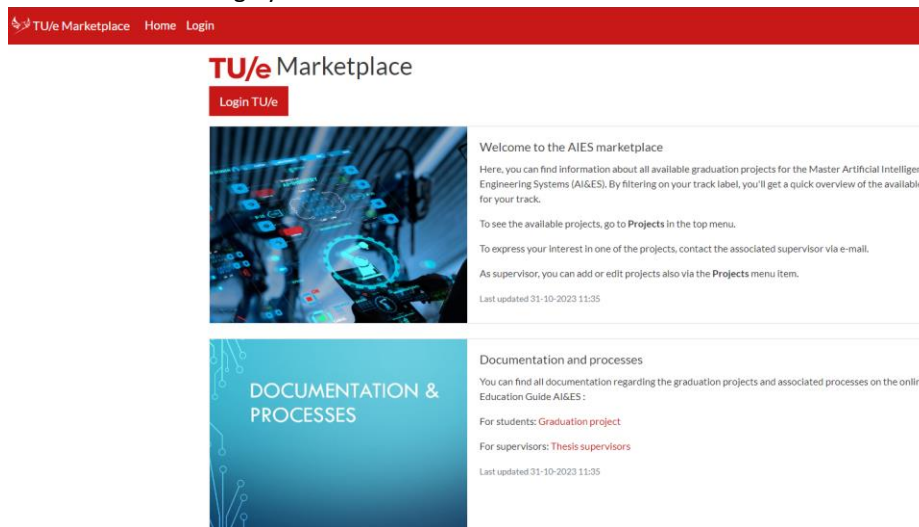 TU/e Marketplace Home Login
TU/e Marketplace
Login TU/e
Welcome to the AIES marketplace
Here, you can find information about all available graduation projects for the Master Artificial Intelligen
Engineering Systems (AI&ES). By filtering on your track label, you'll get a quick overview of the available
for your track.
To see the available projects, go to Projects in the top menu.
To express your interest in one of the projects, contact the associated supervisor via e-mail.
As supervisor, you can add or edit projects also via the Projects menu item.
Last updated 31-10-2023 11:35
DOCUMENTATION &
PROCESSES
Documentation and processes
You can find all documentation regarding the graduation projects and associated processes on the onlin
Education Guide AI&ES :
For students: Graduation project
For supervisors: Thesis supervisors
Last updated 31-10-2023 11:35